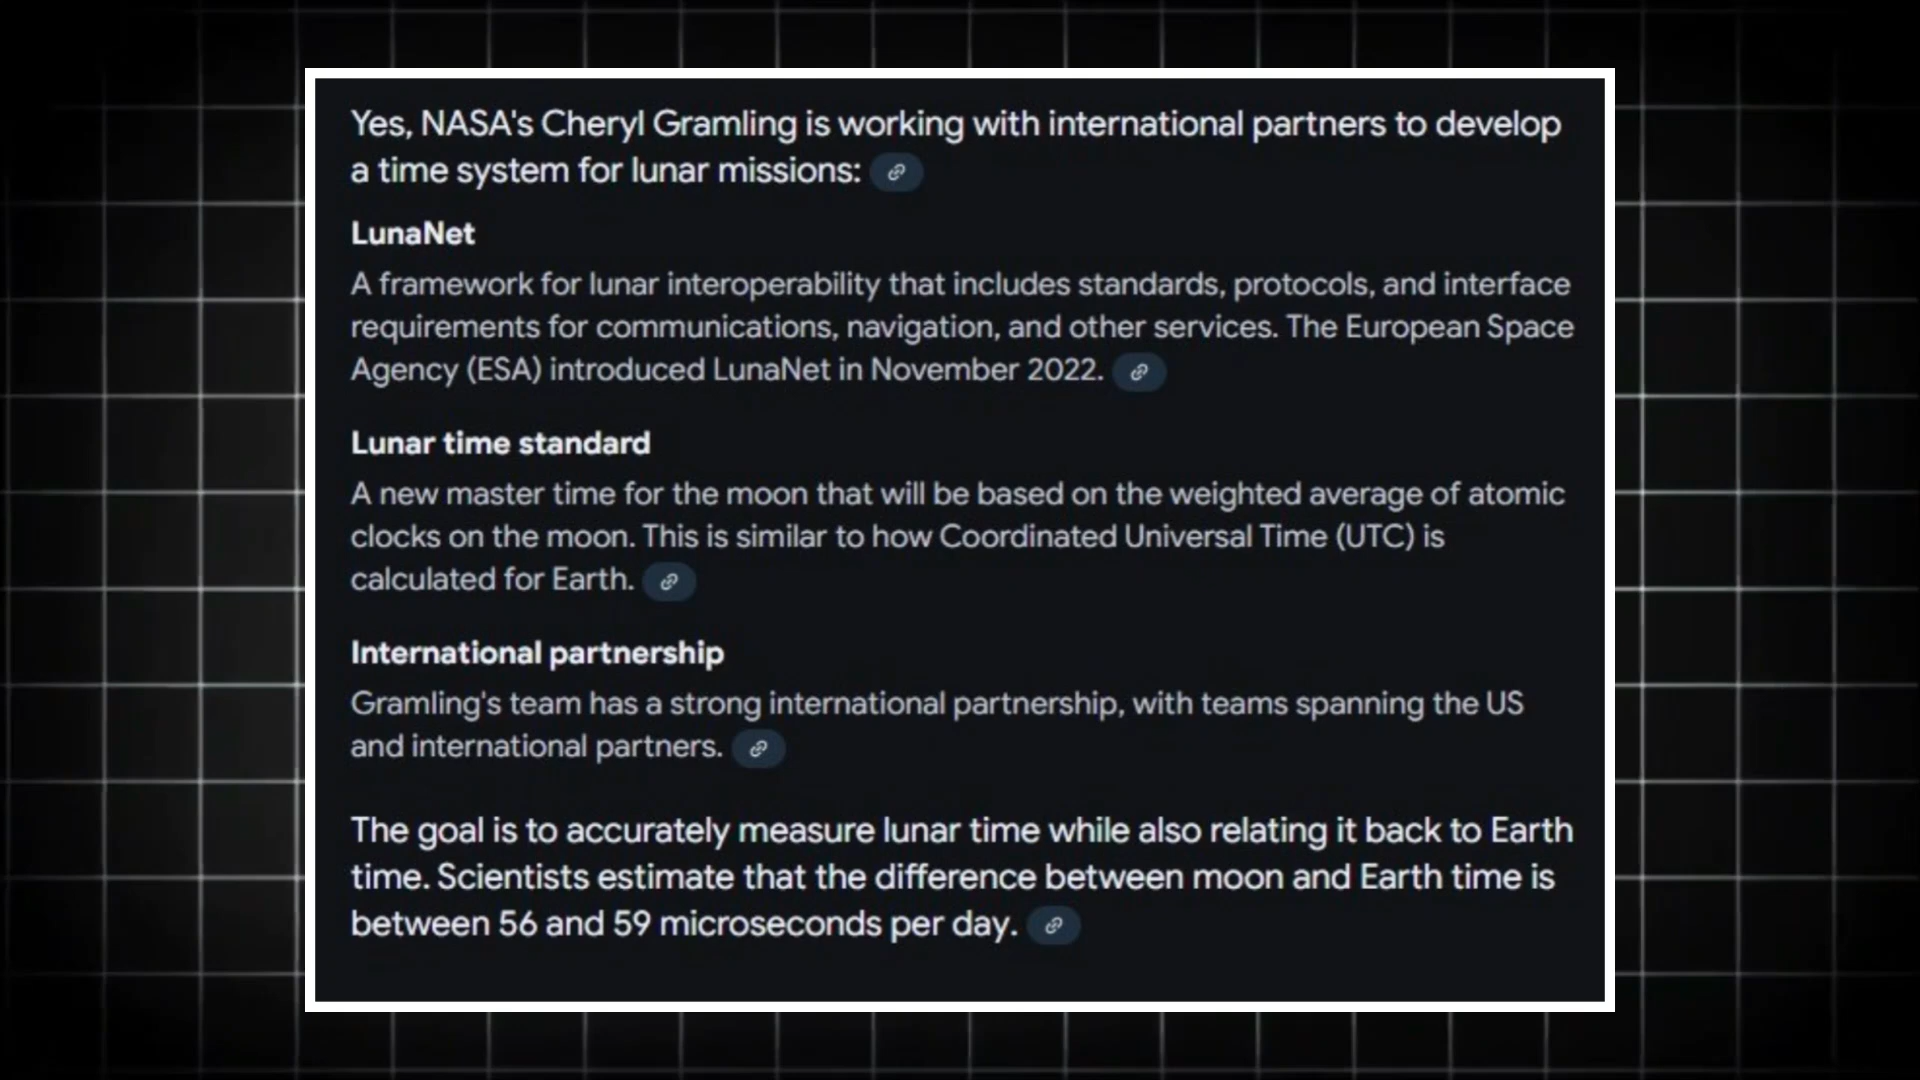 Yes, NASA's Cheryl Gramling is working with international partners to develop
a time system for lunar missions:
LunaNet
A framework for lunar interoperability that includes standards, protocols, and interface
requirements for communications, navigation, and other services. The European Space
Agency (ESA) introduced LunaNet in November 2022.
Lunar time standard
A new master time for the moon that will be based on the weighted average of atomic
clocks on the moon. This is similar to how Coordinated Universal Time (UTC) is
calculated for Earth.
International partnership
Gramling's team has a strong international partnership, with teams spanning the US
and international partners.
The goal is to accurately measure lunar time while also relating it back to Earth
time. Scientists estimate that the difference between moon and Earth time is
between 56 and 59 microseconds per day.